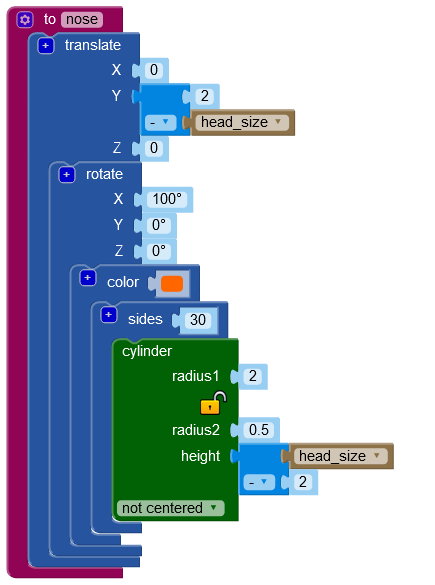 to nose
translate
X 0
Y 2
- head_size
Z 0
rotate
X 100°
Y 0°
Z 0°
color
sides 30
cylinder
radius1 2
radius2 0.5
height head_size
- 2
not centered